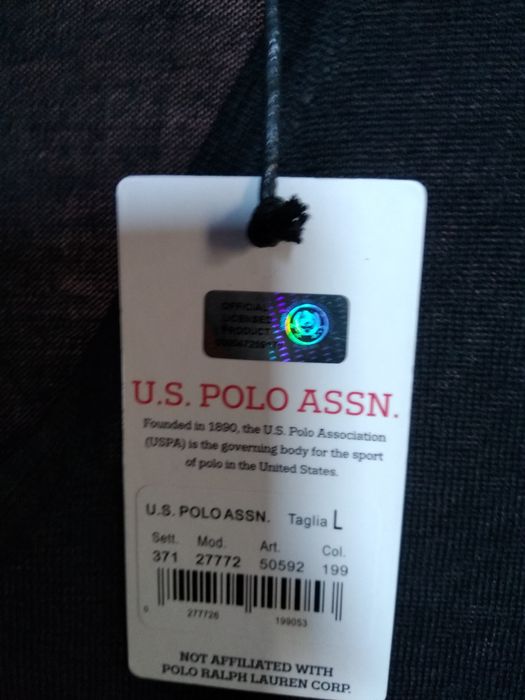 OFFICIAL
LICENSED
PRODUCT
U.S. POLO ASSN.
Founded in 1890, the U.S. Polo Association
(USPA) is the governing body for the sport
of polo in the United States.
U.S. POLO ASSN. Taglia L
Sett. Mod. Art. Col.
371 27772 50592 199
0 277726 199053
NOT AFFILIATED WITH
POLO RALPH LAUREN CORP.